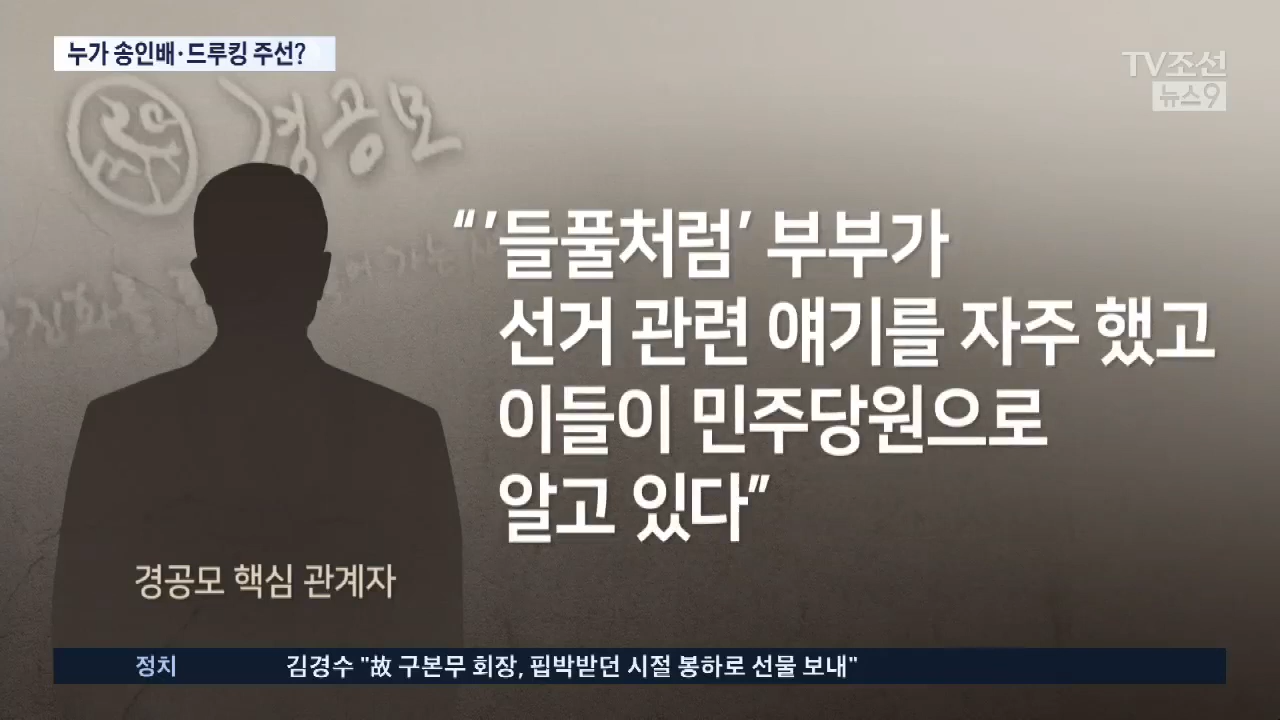 누가 송인배·드루킹 주선?
TV조선
뉴스9
경공모
“'들풀처럼' 부부가
선거 관련 얘기를 자주 했고
이들이 민주당원으로
알고 있다”
경공모 핵심 관계자
정치 김경수 "故 구본무 회장, 핍박받던 시절 봉하로 선물 보내"